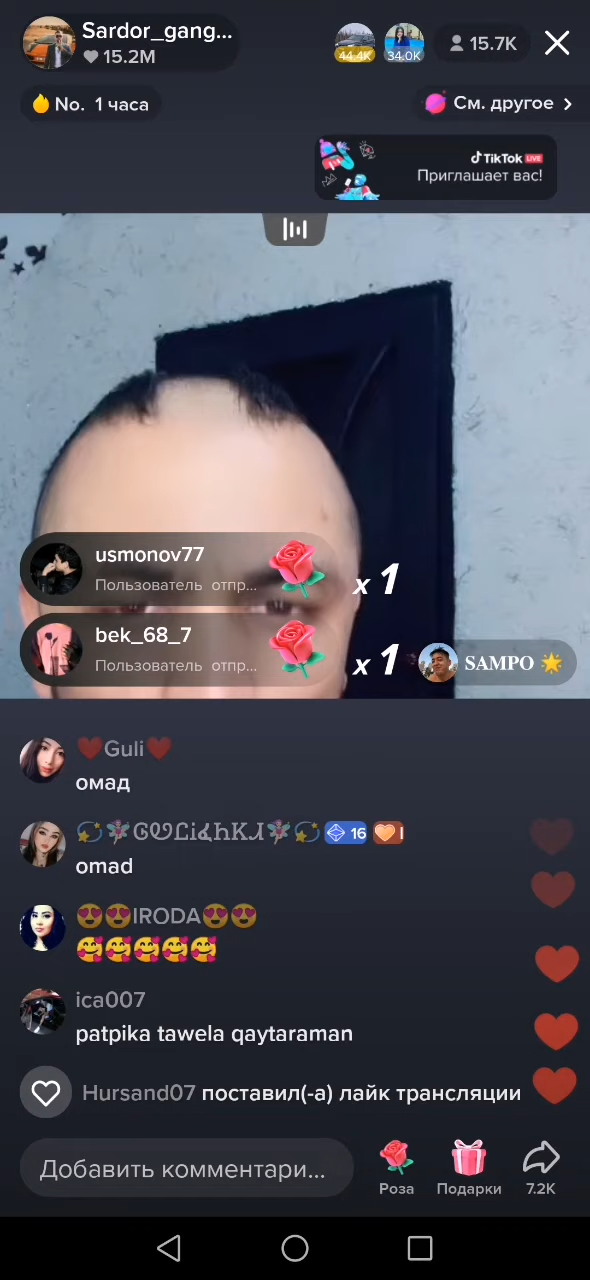 Sardor_gang...
15.2M
44.4K
34.0K
15.7K
No. 1 часа
См. другое
TikTok LIVE
Приглашает вас!
usmonov77
Пользователь отпр...
x 1
bek_68_7
Пользователь отпр...
x 1
SAMPO
Guli
омад
16
I
omad
IRODA
ica007
patpika tawela qaytaraman
Hursand07 поставил(-а) лайк трансляции
Добавить комментари...
Роза
Подарки
7.2K